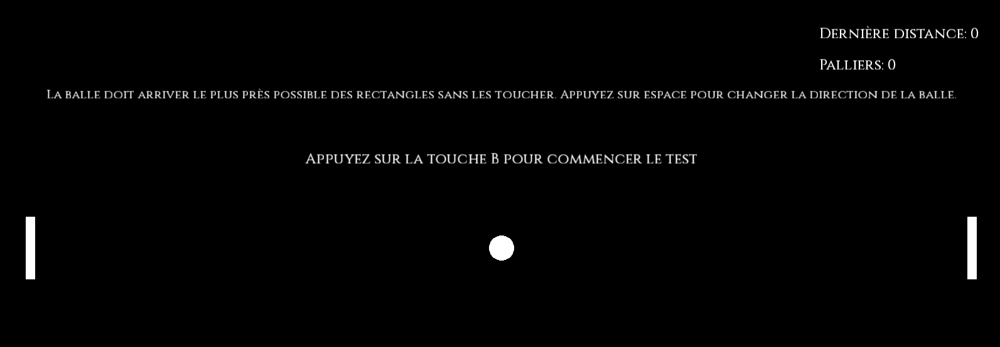 Dernière distance: 0
Palliers: 0
La balle doit arriver le plus près possible des rectangles sans les toucher. Appuyez sur espace pour changer la direction de la balle.
Appuyez sur la touche B pour commencer le test